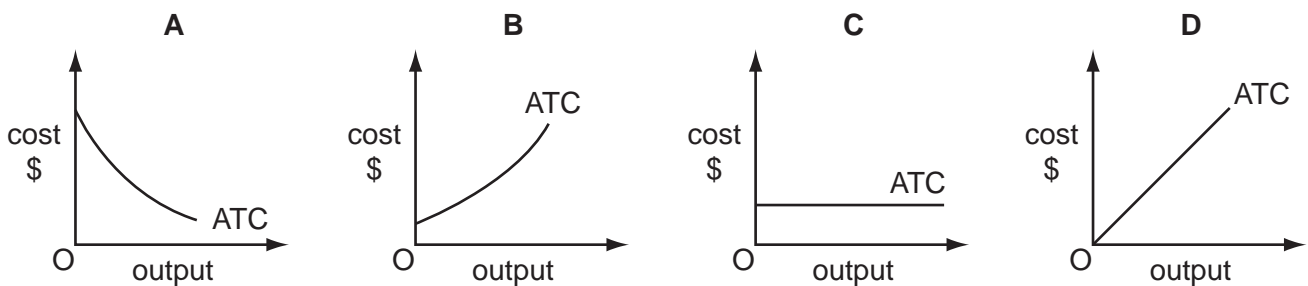 A
cost
$
ATC
O
output
B
cost
$
ATC
O
output
C
cost
$
ATC
O
output
D
cost
$
ATC
O
output